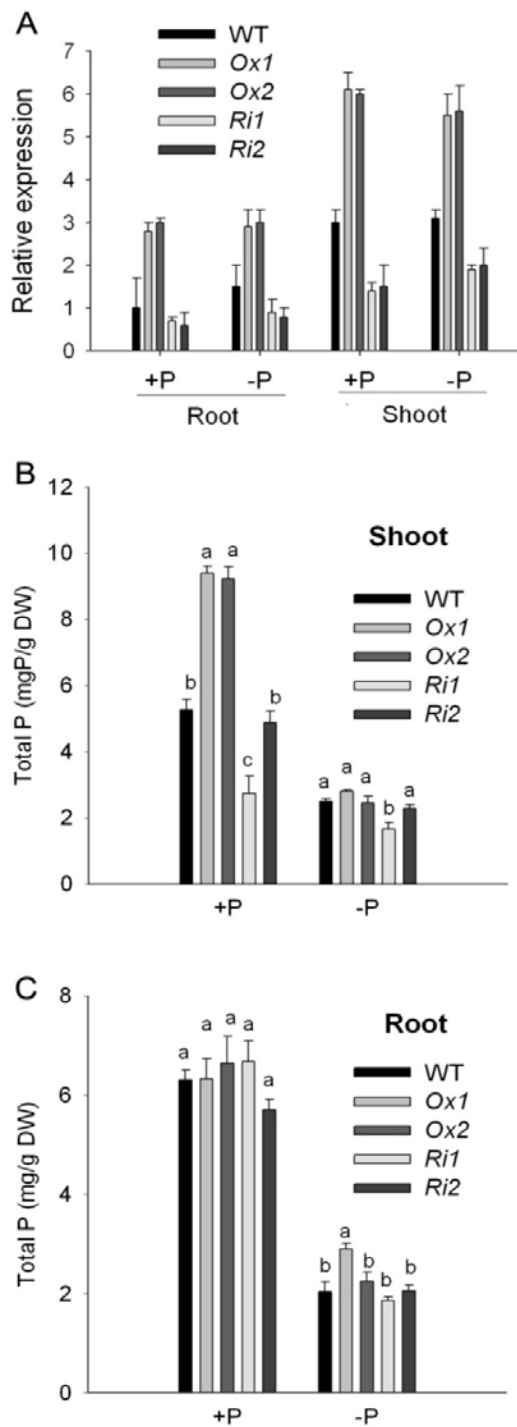 A
WT
Ox1
Ox2
Ri1
Ri2
Relative expression
7
6
5
4
3
2
1
0
+P -P +P -P
Root Shoot
B
Shoot
WT
Ox1
Ox2
Ri1
Ri2
Total P (mgP/g DW)
12
10
8
6
4
2
0
b a a c b
a a a b a
+P -P
C
Root
WT
Ox1
Ox2
Ri1
Ri2
Total P (mg/g DW)
8
6
4
2
0
a a a a a
b a b b b
+P -P